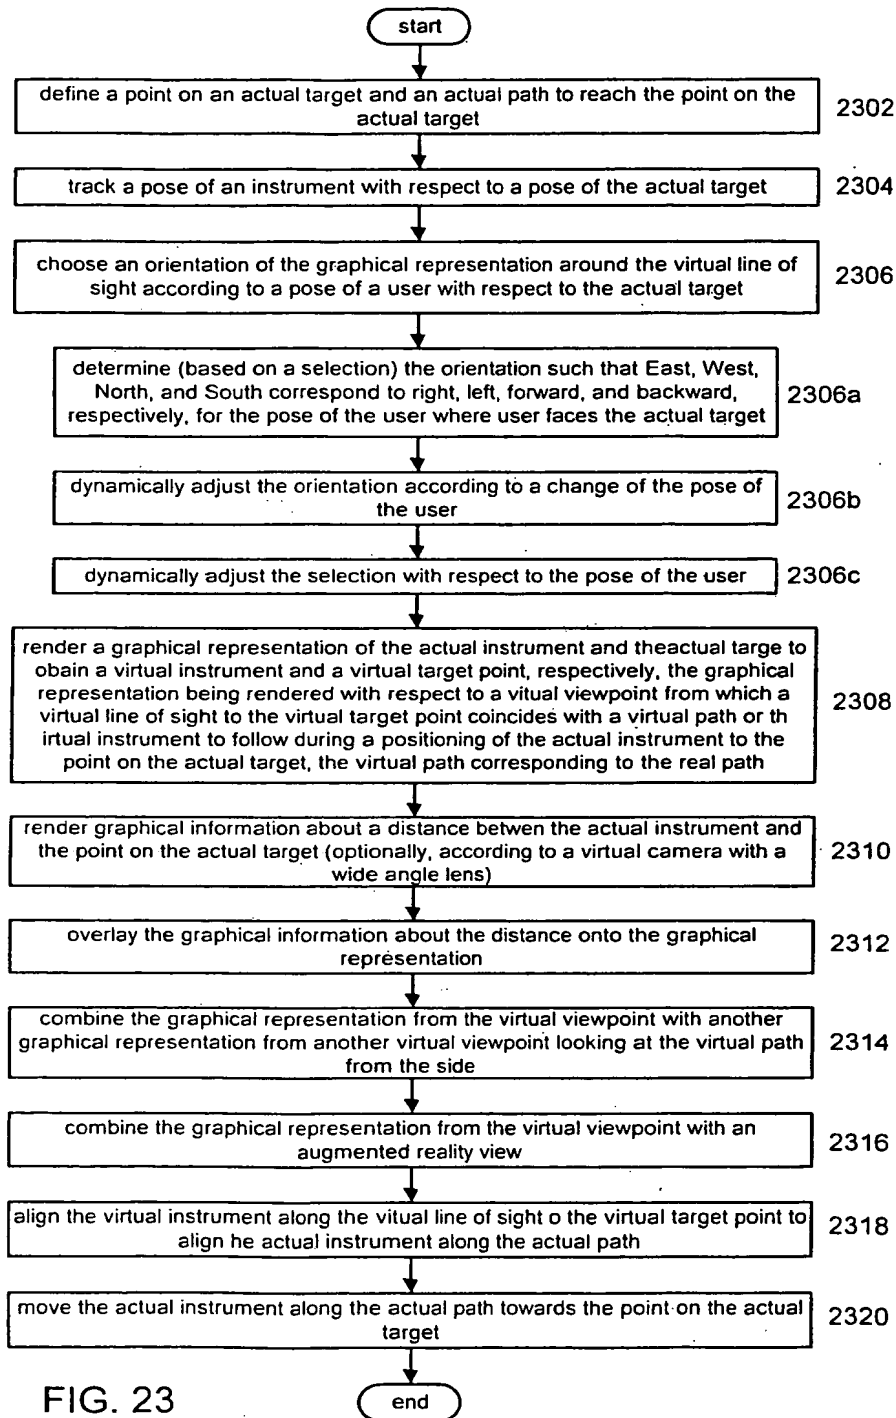 start
define a point on an actual target and an actual path to reach the point on the
actual target
2302
track a pose of an instrument with respect to a pose of the actual target
2304
choose an orientation of the graphical representation around the virtual line of
sight according to a pose of a user with respect to the actual target
2306
determine (based on a selection) the orientation such that East, West,
North, and South correspond to right, left, forward, and backward,
respectively, for the pose of the user where user faces the actual target
2306a
dynamically adjust the orientation according to a change of the pose of
the user
2306b
dynamically adjust the selection with respect to the pose of the user
2306c
render a graphical representation of the actual instrument and theactual targe to
obain a virtual instrument and a virtual target point, respectively, the graphical
representation being rendered with respect to a vitual viewpoint from which a
virtual line of sight to the virtual target point coincides with a virtual path or th
irtual instrument to follow during a positioning of the actual instrument to the
point on the actual target, the virtual path corresponding to the real path
2308
render graphical information about a distance betwen the actual instrument and
the point on the actual target (optionally, according to a virtual camera with a
wide angle lens)
2310
overlay the graphical information about the distance onto the graphical
representation
2312
combine the graphical representation from the virtual viewpoint with another
graphical representation from another virtual viewpoint looking at the virtual path
from the side
2314
combine the graphical representation from the virtual viewpoint with an
augmented reality view
2316
align the virtual instrument along the vitual line of sight o the virtual target point to
align he actual instrument along the actual path
2318
move the actual instrument along the actual path towards the point on the actual
target
2320
FIG. 23
end